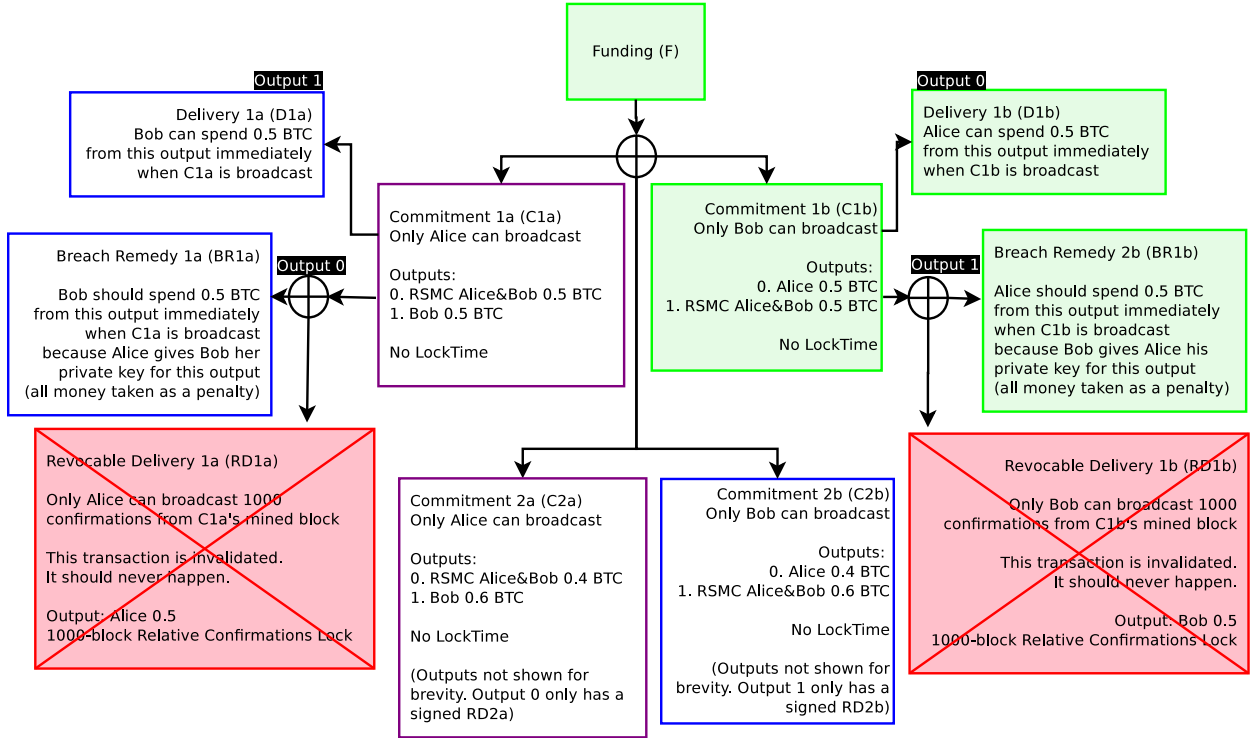 Funding (F)
Output 1
Delivery 1a (D1a)
Bob can spend 0.5 BTC
from this output immediately
when C1a is broadcast
Output 0
Delivery 1b (D1b)
Alice can spend 0.5 BTC
from this output immediately
when C1b is broadcast
Commitment 1a (C1a)
Only Alice can broadcast
Outputs:
0. RSMC Alice&Bob 0.5 BTC
1. Bob 0.5 BTC
No LockTime
Commitment 1b (C1b)
Only Bob can broadcast
Outputs:
0. Alice 0.5 BTC
1. RSMC Alice&Bob 0.5 BTC
No LockTime
Breach Remedy 1a (BR1a)
Bob should spend 0.5 BTC
from this output immediately
when C1a is broadcast
because Alice gives Bob her
private key for this output
(all money taken as a penalty)
Output 0
Output 1
Breach Remedy 2b (BR1b)
Alice should spend 0.5 BTC
from this output immediately
when C1b is broadcast
because Bob gives Alice his
private key for this output
(all money taken as a penalty)
Revocable Delivery 1a (RD1a)
Only Alice can broadcast 1000
confirmations from C1a's mined block
This transaction is invalidated.
It should never happen.
Output: Alice 0.5
1000-block Relative Confirmations Lock
Commitment 2a (C2a)
Only Alice can broadcast
Outputs:
0. RSMC Alice&Bob 0.4 BTC
1. Bob 0.6 BTC
No LockTime
(Outputs not shown for
brevity. Output 0 only has a
signed RD2a)
Commitment 2b (C2b)
Only Bob can broadcast
Outputs:
0. Alice 0.4 BTC
1. RSMC Alice&Bob 0.6 BTC
No LockTime
(Outputs not shown for
brevity. Output 1 only has a
signed RD2b)
Revocable Delivery 1b (RD1b)
Only Bob can broadcast 1000
confirmations from C1b's mined block
This transaction is invalidated.
It should never happen.
Output: Bob 0.5
1000-block Relative Confirmations Lock